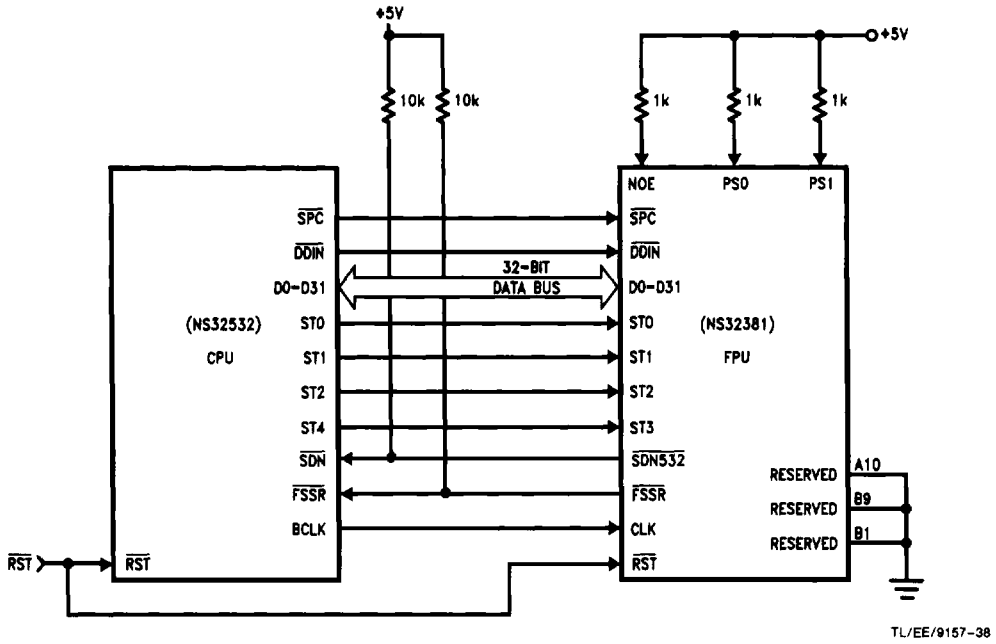 +5V
+5V
10k
10k
1k
1k
1k
NOE
PS0
PS1
SPC
SPC
DDIN
DDIN
32-BIT
DATA BUS
D0-D31
D0-D31
(NS32532)
CPU
(NS32381)
FPU
ST0
ST0
ST1
ST1
ST2
ST2
ST4
ST3
SDN
SDN532
FSSR
FSSR
BCLK
CLK
RST
RST
RST
RESERVED
A10
RESERVED
B9
RESERVED
B1
TL/EE/9157-38